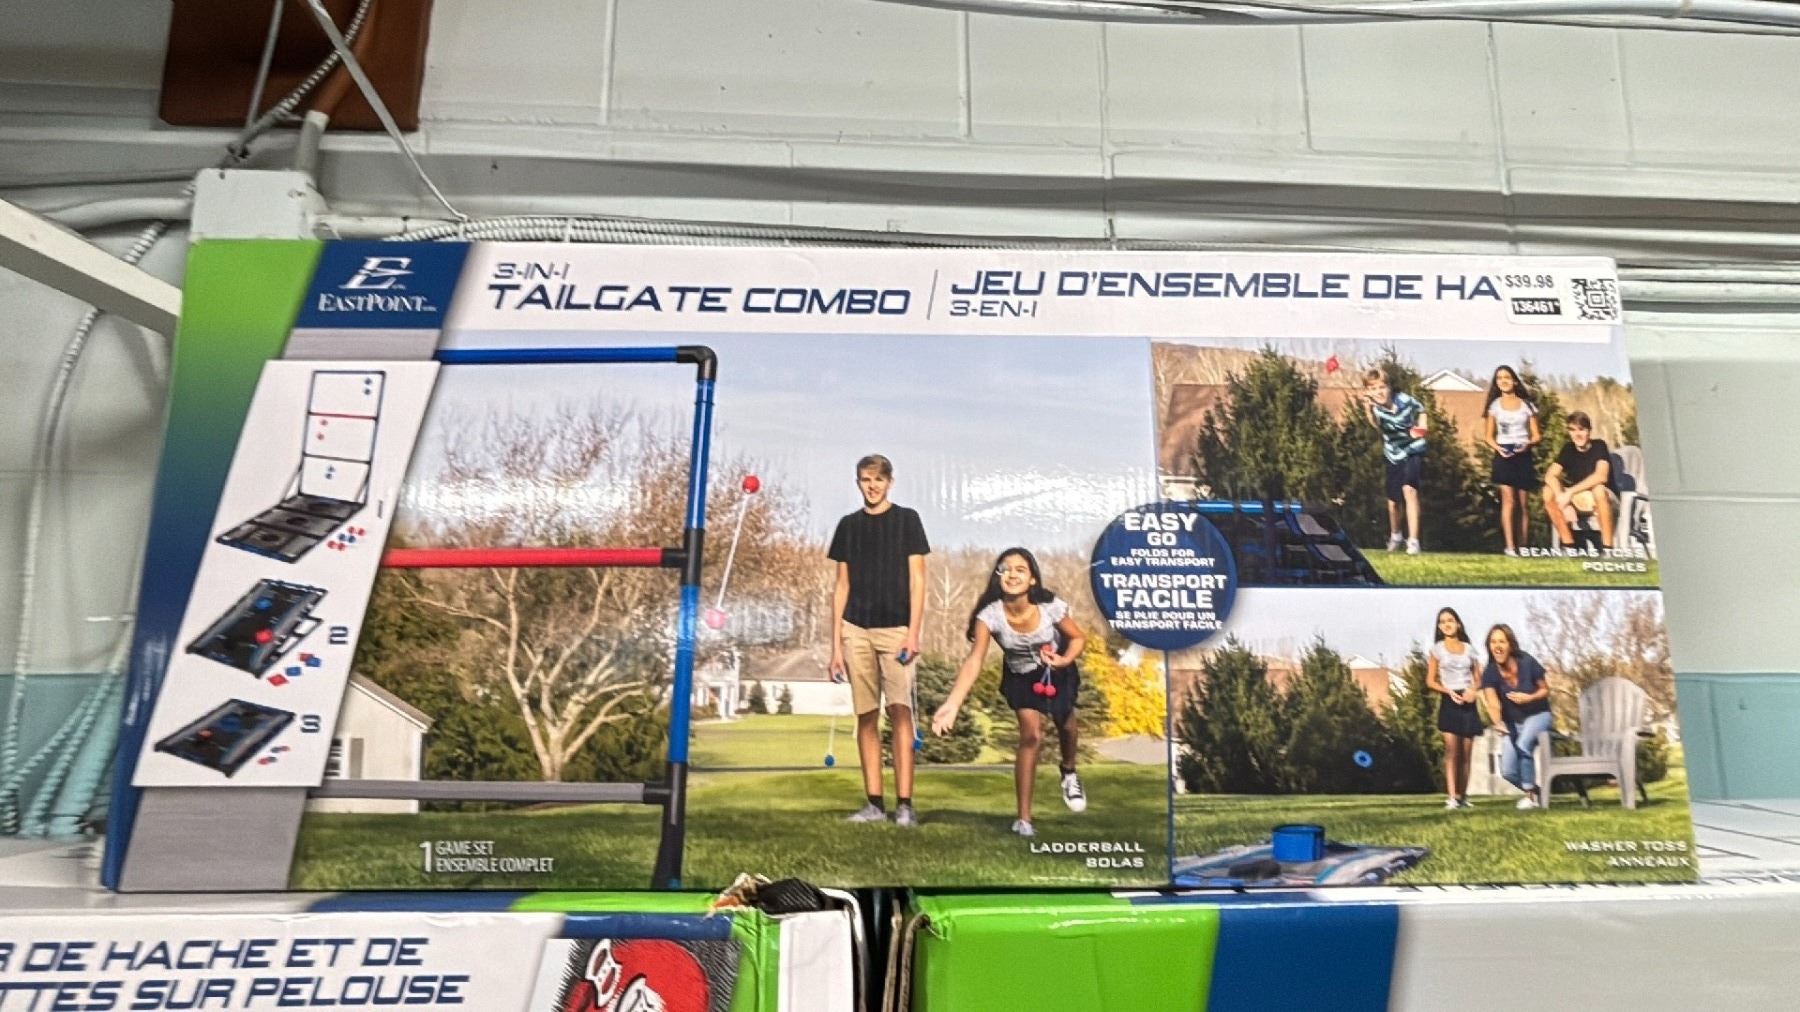 EASTPOINT
3-IN-1
TAILGATE COMBO
JEU D'ENSEMBLE DE HA
3-EN-1
$39.98
136461
2
3
EASY
GO
FOLDS FOR
EASY TRANSPORT
TRANSPORT
FACILE
SE PLIE POUR UN
TRANSPORT FACILE
BEAN BAG TOSS
POCHES
1 GAME SET
ENSEMBLE COMPLET
LADDERBALL
BOLAS
WASHER TOSS
ANNEAUX
DE HACHE ET DE
TTES SUR PELOUSE